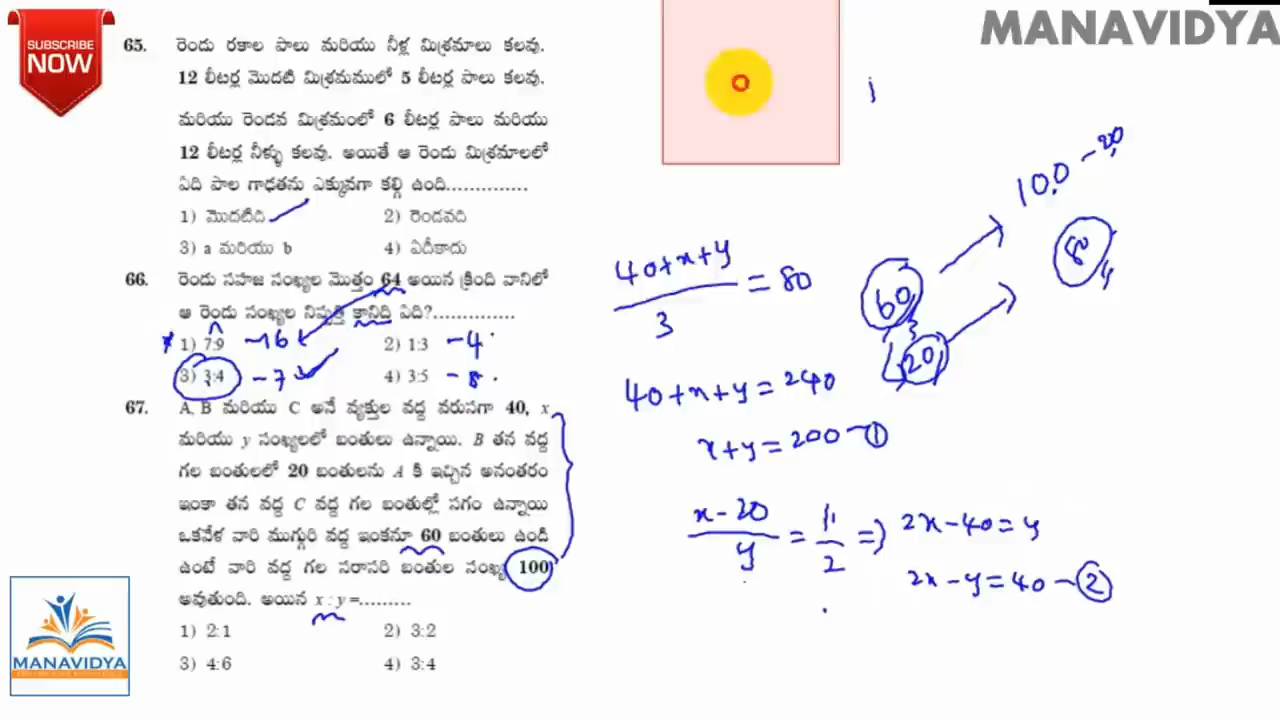 SUBSCRIBE
NOW
MANAVIDYA
65. రెండు రకాల పాలు మరియు నీళ్ల మిశ్రమాలు కలవు.
12 లీటర్ల మొదటి మిశ్రమములో 5 లీటర్ల పాలు కలవు.
మరియు రెండవ మిశ్రమంలో 6 లీటర్ల పాలు మరియు
12 లీటర్ల నీళ్ళు కలవు. అయితే ఆ రెండు మిశ్రమాలలో
ఏది పాల గాఢతను ఎక్కువగా కల్గి ఉంది..............
1) మొదటిది 2) రెండవది
3) a మరియు b 4) ఏదీకాదు
66. రెండు సహజ సంఖ్యల మొత్తం 64 అయిన క్రింది వానిలో
ఆ రెండు సంఖ్యల నిష్పత్తి కానిది ఏది?...............
1) 7:9 -16 2) 1:3 -4
3) 3:4 -7 4) 3:5 -8
67. A, B మరియు C అనే వ్యక్తుల వద్ద వరుసగా 40, x
మరియు y సంఖ్యలలో బంతులు ఉన్నాయి. B తన వద్ద
గల బంతులలో 20 బంతులను A కి ఇచ్చిన అనంతరం
ఇంకా తన వద్ద C వద్ద గల బంతుల్లో సగం ఉన్నాయి
ఒకవేళ వారి ముగ్గురి వద్ద ఇంకనూ 60 బంతులు ఉండి
ఉంటే వారి వద్ద గల సరాసరి బంతుల సంఖ్య 100
అవుతుంది. అయిన x : y =.........
1) 2:1 2) 3:2
3) 4:6 4) 3:4
100 - 20
60
3
20
40+x+y
3
= 80
40+x+y = 240
x+y = 200 - 1
x-20
y
= 1
2
=> 2x-40 = y
2x-y = 40 - 2
MANAVIDYA